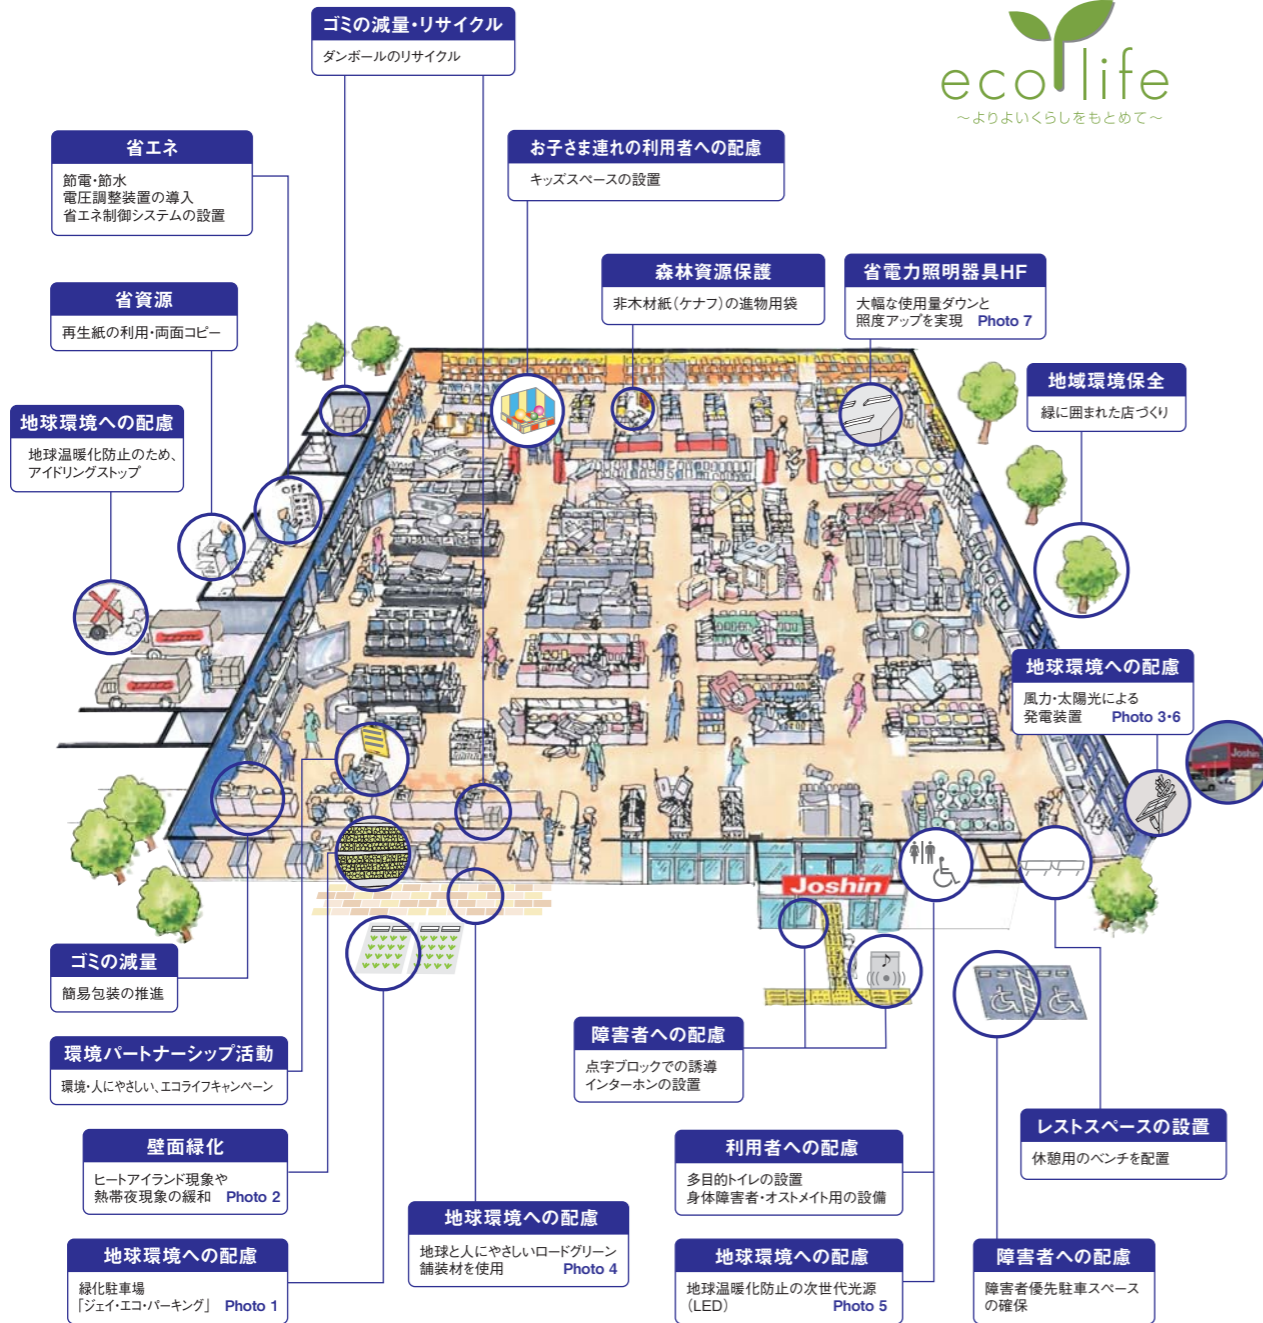 ゴミの減量・リサイクル
ダンボールのリサイクル
eco life
～よりよいくらしをもとめて～
省エネ
節電・節水
電圧調整装置の導入
省エネ制御システムの設置
お子さま連れの利用者への配慮
キッズスペースの設置
森林資源保護
非木材紙(ケナフ)の進物用袋
省電力照明器具HF
大幅な使用量ダウンと
照度アップを実現 Photo 7
省資源
再生紙の利用・両面コピー
地域環境保全
緑に囲まれた店づくり
地球環境への配慮
地球温暖化防止のため、
アイドリングストップ
地球環境への配慮
風力・太陽光による
発電装置 Photo 3・6
Joshin
Joshin
ゴミの減量
簡易包装の推進
障害者への配慮
点字ブロックでの誘導
インターホンの設置
環境パートナーシップ活動
環境・人にやさしい、エコライフキャンペーン
レストスペースの設置
休憩用のベンチを配置
壁面緑化
ヒートアイランド現象や
熱帯夜現象の緩和 Photo 2
利用者への配慮
多目的トイレの設置
身体障害者・オストメイト用の設備
地球環境への配慮
地球と人にやさしいロードグリーン
舗装材を使用 Photo 4
地球環境への配慮
緑化駐車場
「ジェイ・エコ・パーキング」 Photo 1
地球環境への配慮
地球温暖化防止の次世代光源
(LED) Photo 5
障害者への配慮
障害者優先駐車スペース
の確保